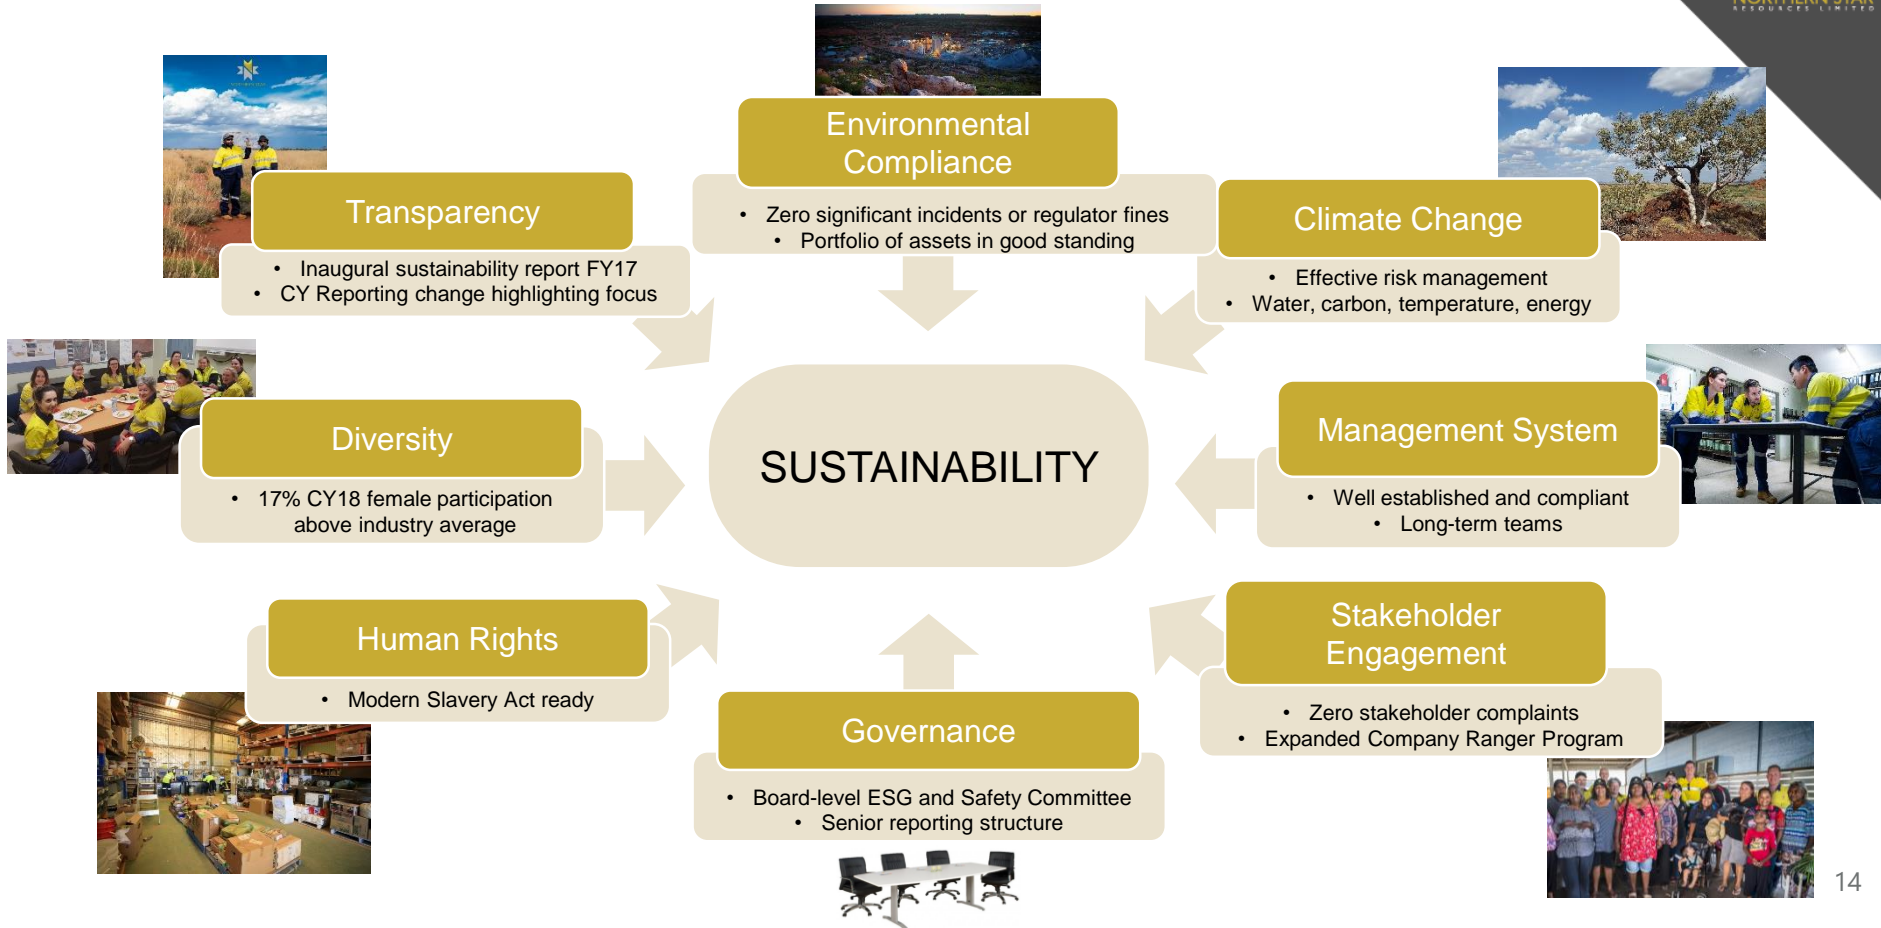 NORTHERN STAR
RESOURCES LIMITED
Environmental
Compliance
• Zero significant incidents or regulator fines
• Portfolio of assets in good standing
Transparency
• Inaugural sustainability report FY17
• CY Reporting change highlighting focus
Climate Change
• Effective risk management
• Water, carbon, temperature, energy
Diversity
• 17% CY18 female participation
above industry average
SUSTAINABILITY
Management System
• Well established and compliant
• Long-term teams
Human Rights
• Modern Slavery Act ready
Governance
• Board-level ESG and Safety Committee
• Senior reporting structure
Stakeholder
Engagement
• Zero stakeholder complaints
• Expanded Company Ranger Program
14